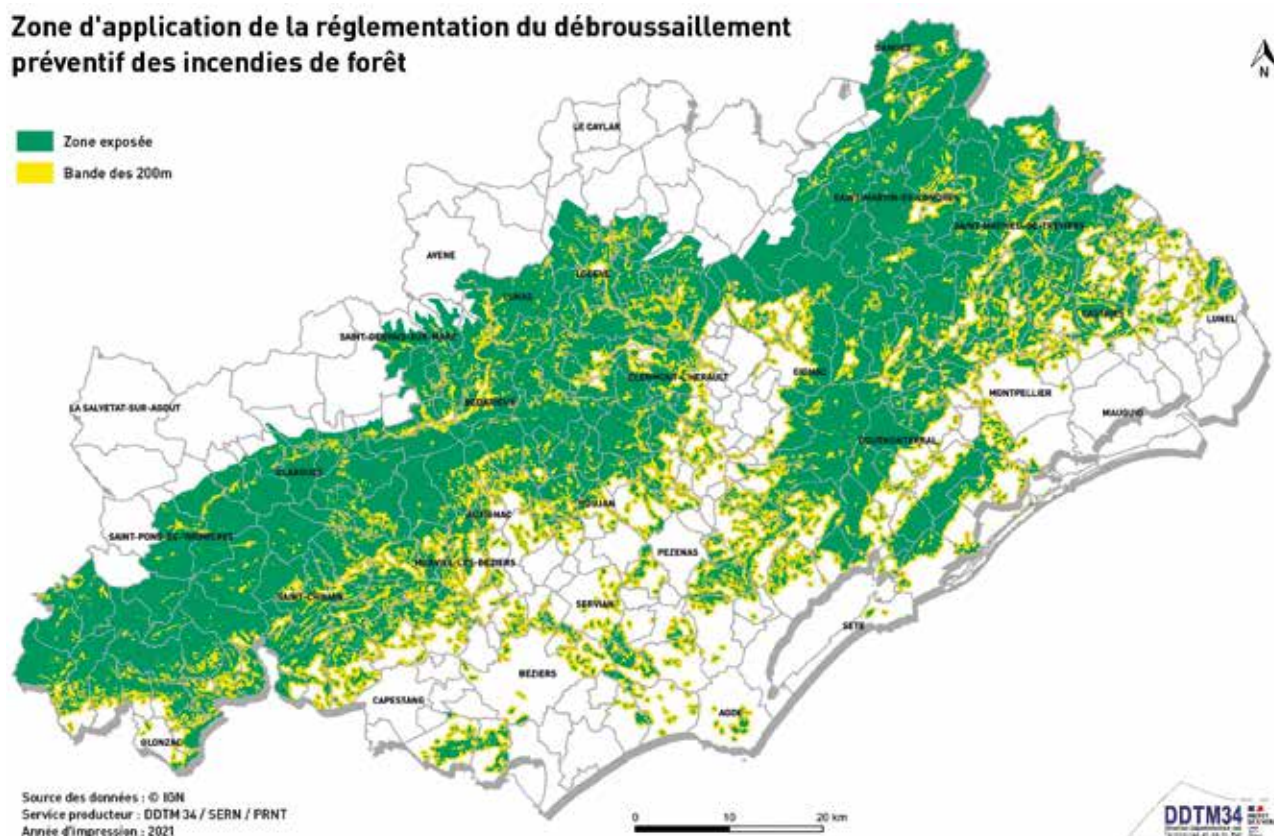 Zone d'application de la réglementation du débroussaillement
préventif des incendies de forêt
N
Zone exposée
Bande des 200m
GANGES
LE CAYLAR
SAINT-MARTIN-DE-LONDRES
SAINT-MATHIEU-DE-TREVIERS
AVENE
LODEVE
LUNAS
CASTRIES
LUNEL
SAINT-GERVAIS-SUR-MARE
CLERMONT-L'HERAULT
GIGNAC
MONTPELLIER
MAUGUIO
LA SALVETAT-SUR-AGOUT
BEDARIEUX
COURNONTERRAL
OLARGUES
ROUJAN
AUTIGNAC
SAINT-PONS-DE-THOMIERES
PEZENAS
MURVIEL-LES-BEZIERS
SAINT-CHINIAN
SERVIAN
SETE
BEZIERS
CAPESTANG
AGDE
OLONZAC
Source des données : © IGN
Service producteur : DDTM 34 / SERN / PRNT
Année d'impression : 2021
0 10 20 km
DDTM34